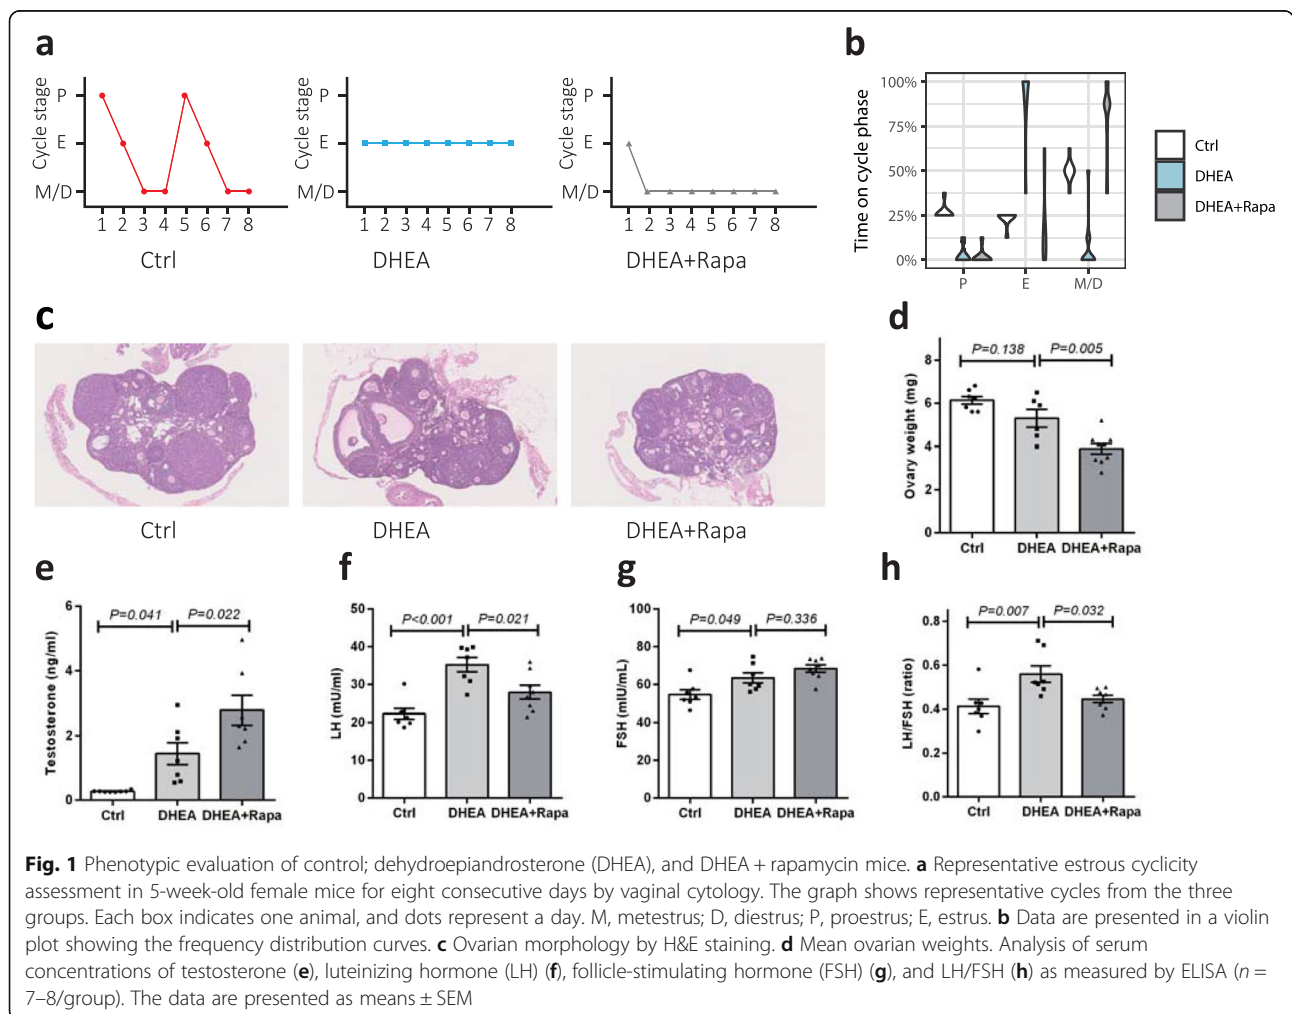 a
Cycle stage
P
E
M/D
1 2 3 4 5 6 7 8
Ctrl
Cycle stage
P
E
M/D
1 2 3 4 5 6 7 8
DHEA
Cycle stage
P
E
M/D
1 2 3 4 5 6 7 8
DHEA+Rapa
b
Time on cycle phase
100%
75%
50%
25%
0%
P E M/D
Ctrl
DHEA
DHEA+Rapa
c
Ctrl DHEA DHEA+Rapa
d
P=0.138 P=0.005
Ovary weight (mg)
8
6
4
2
0
Ctrl DHEA DHEA+Rapa
e
P=0.041 P=0.022
Testosterone (ng/ml)
6
4
2
0
Ctrl DHEA DHEA+Rapa
f
P<0.001 P=0.021
LH (mU/ml)
50
40
30
20
10
0
Ctrl DHEA DHEA+Rapa
g
P=0.049 P=0.336
FSH (mIU/mL)
100
80
60
40
20
0
Ctrl DHEA DHEA+Rapa
h
P=0.007 P=0.032
LH/FSH (ratio)
0.8
0.6
0.4
0.2
0.0
Ctrl DHEA DHEA+Rapa
Fig. 1 Phenotypic evaluation of control; dehydroepiandrosterone (DHEA), and DHEA + rapamycin mice. a Representative estrous cyclicity
assessment in 5-week-old female mice for eight consecutive days by vaginal cytology. The graph shows representative cycles from the three
groups. Each box indicates one animal, and dots represent a day. M, metestrus; D, diestrus; P, proestrus; E, estrus. b Data are presented in a violin
plot showing the frequency distribution curves. c Ovarian morphology by H&E staining. d Mean ovarian weights. Analysis of serum
concentrations of testosterone (e), luteinizing hormone (LH) (f), follicle-stimulating hormone (FSH) (g), and LH/FSH (h) as measured by ELISA (n =
7–8/group). The data are presented as means ± SEM